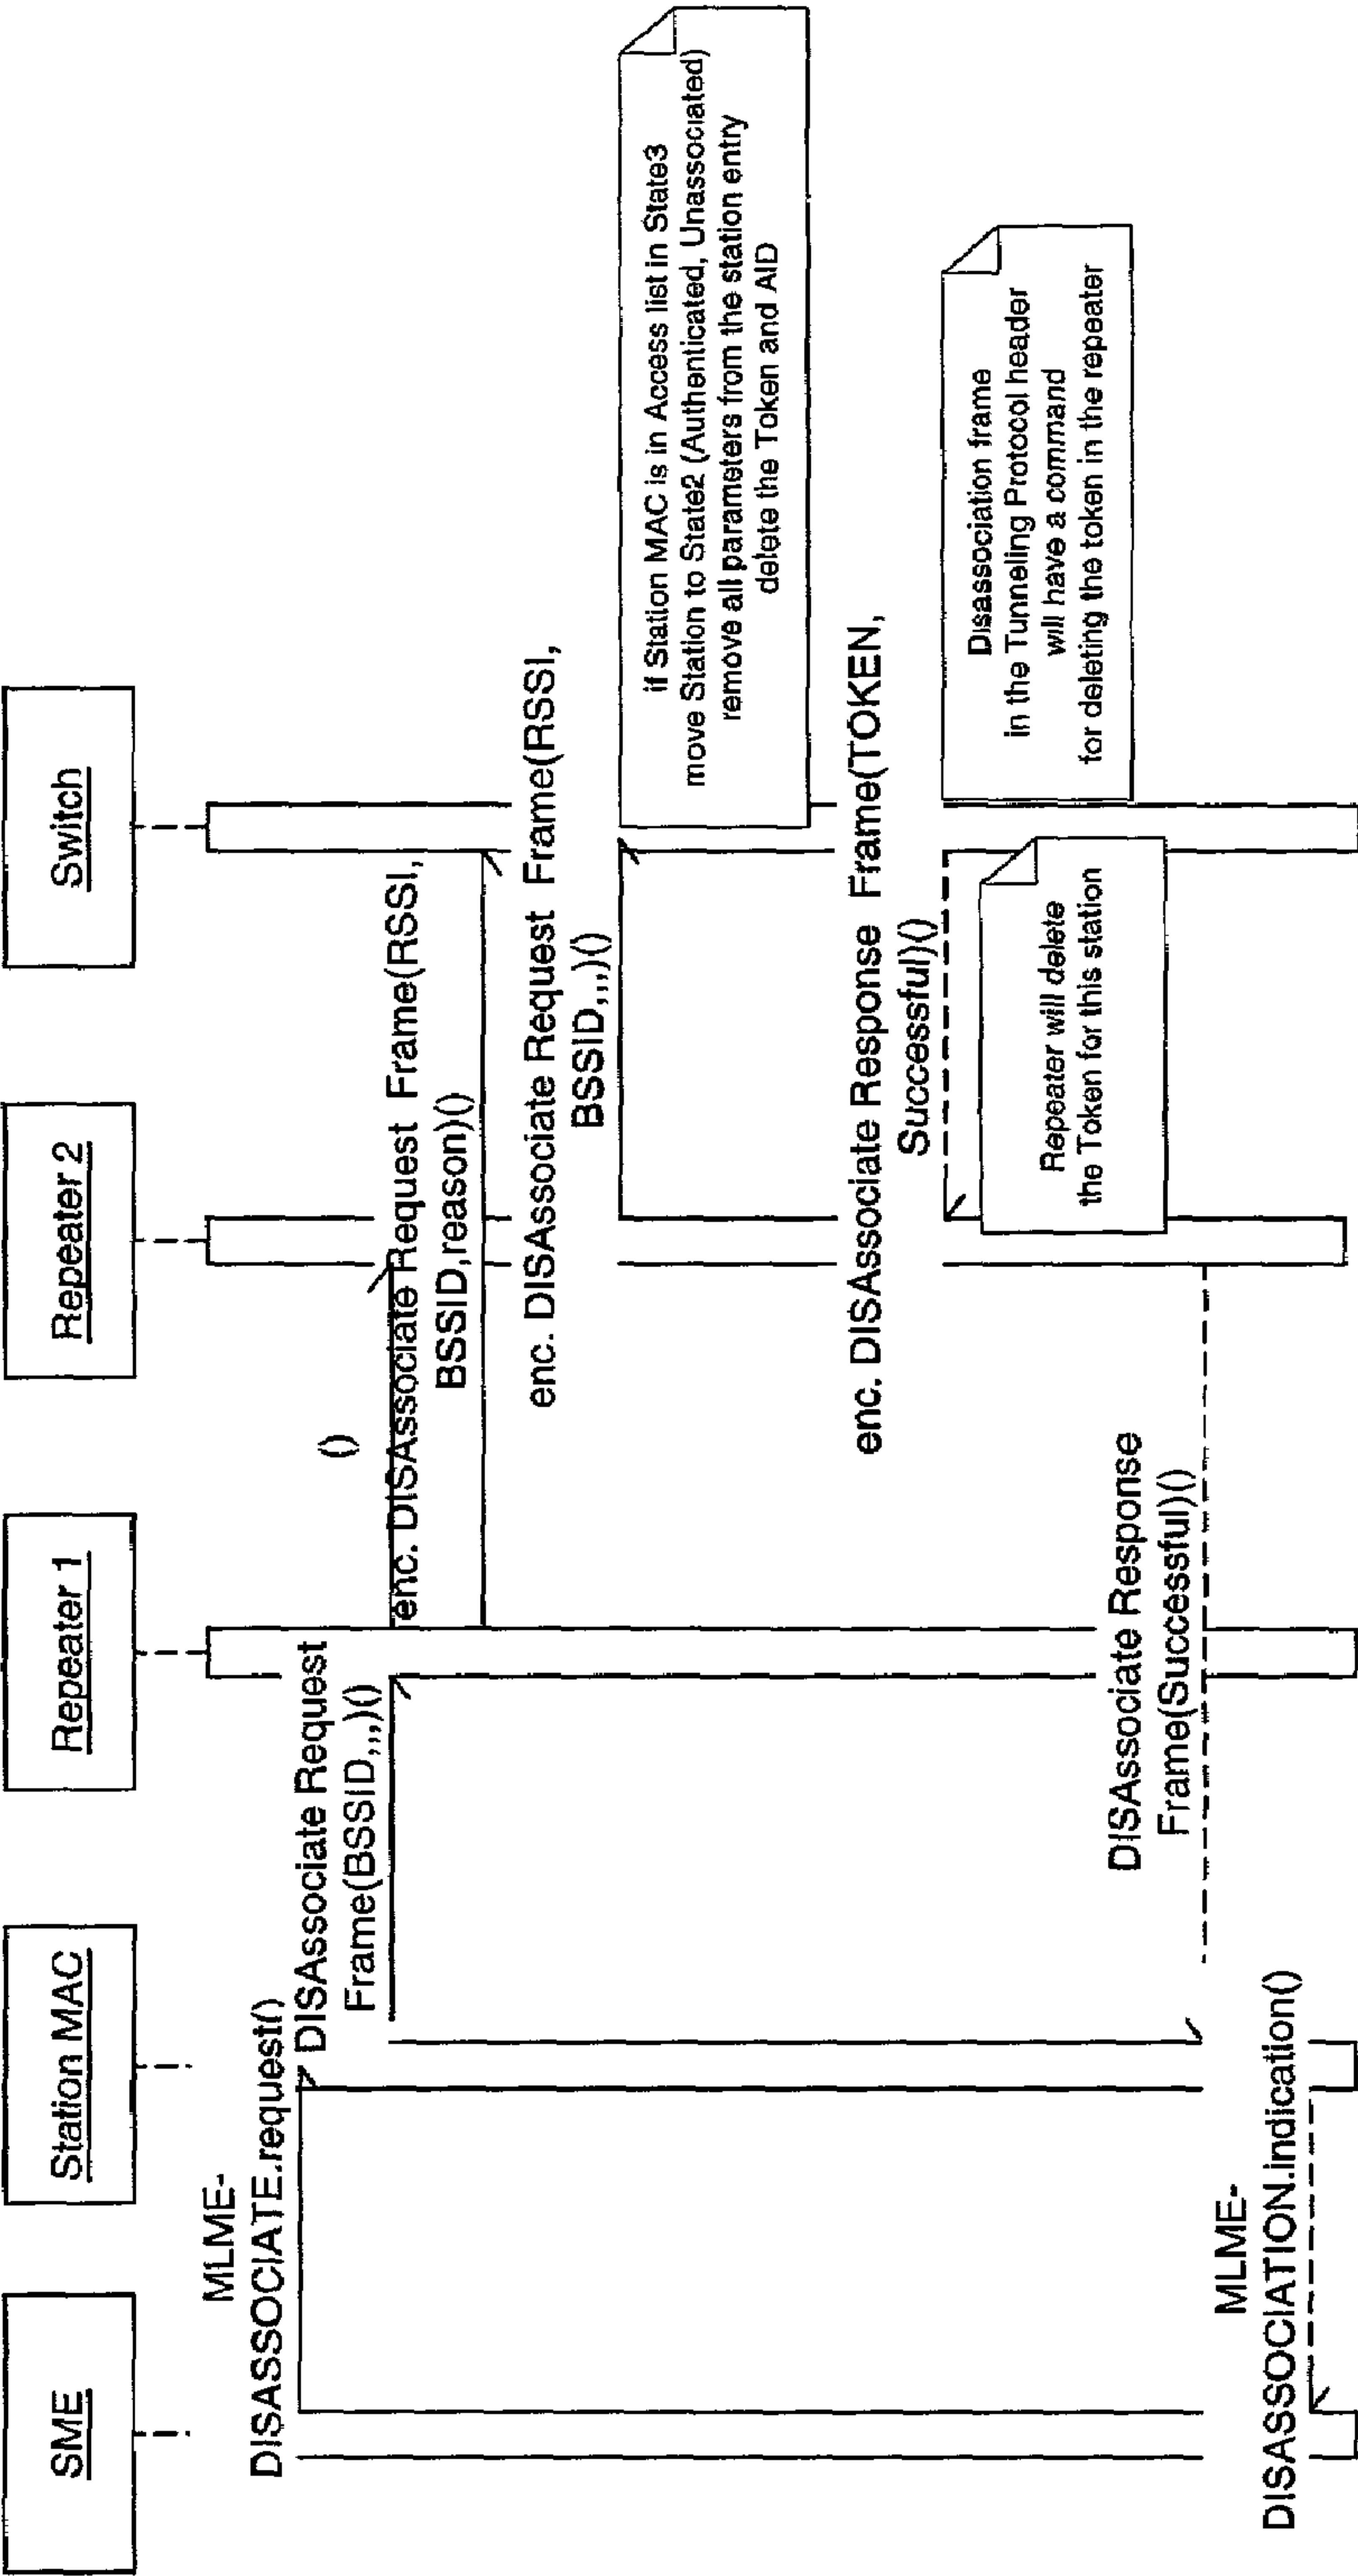 SME
Station MAC
Repeater 1
Repeater 2
Switch
MLME-
DISASSOCIATE.request()
DISAssociate Request
Frame(BSSID,,,)()
()
enc. DISAssociate Request Frame(RSSI,
BSSID,reason)()
enc. DISAssociate Request Frame(RSSI,
BSSID,,,)()
if Station MAC is in Access list in State3
move Station to State2 (Authenticated, Unassociated)
remove all parameters from the station entry
delete the Token and AID
enc. DISAssociate Response Frame(TOKEN,
Successful)()
Disassociation frame
in the Tunneling Protocol header
will have a command
for deleting the token in the repeater
Repeater will delete
the Token for this station
DISAssociate Response
Frame(Successful)()
MLME-
DISASSOCIATION.indication()